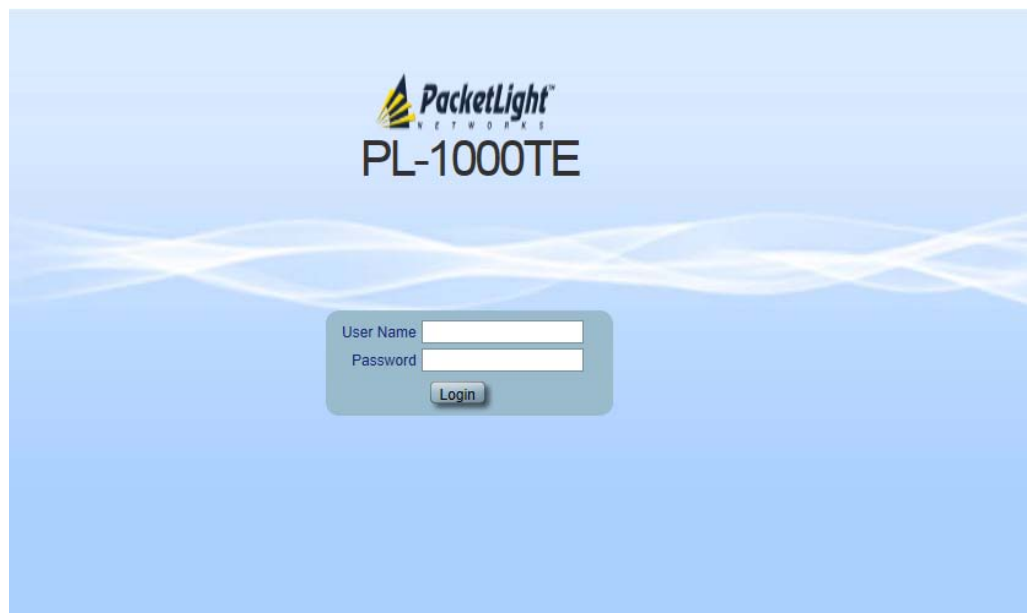 PacketLight™
NETWORKS
PL-1000TE
User Name
Password
Login